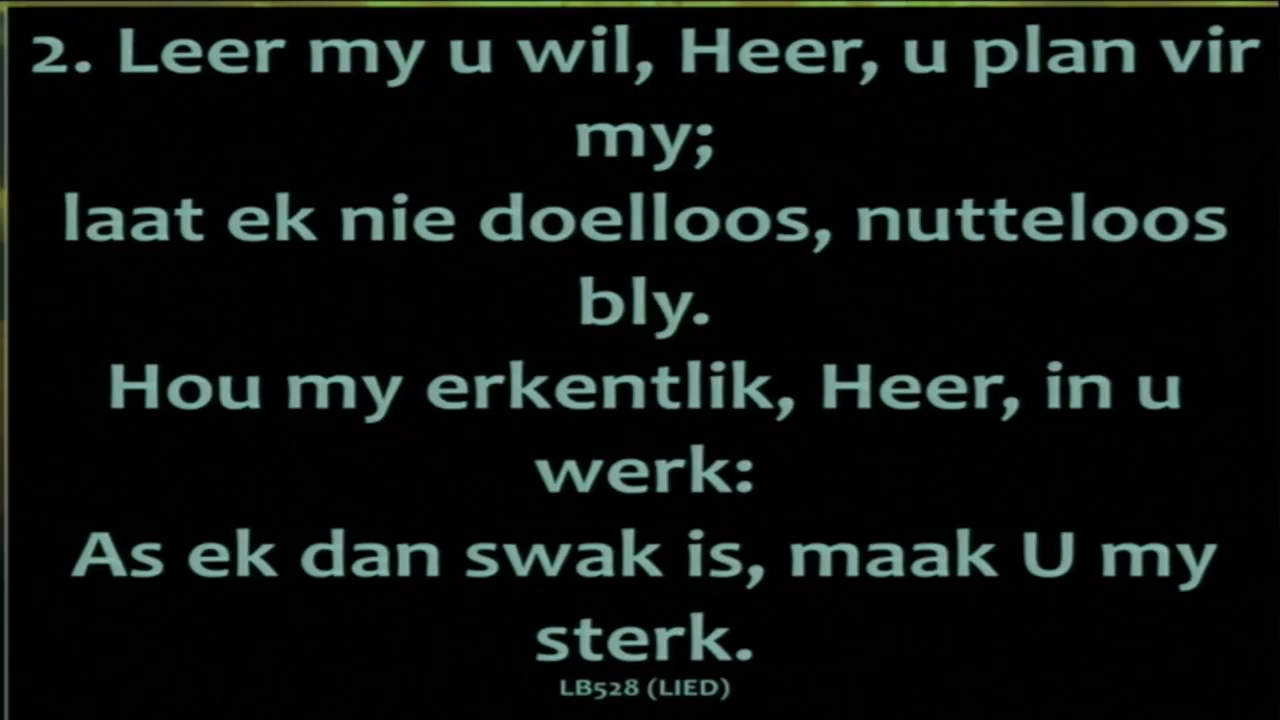 2. Leer my u wil, Heer, u plan vir
my;
laat ek nie doelloos, nutteloos
bly.
Hou my erkentlik, Heer, in u
werk:
As ek dan swak is, maak U my
sterk.
LB528 (LIED)